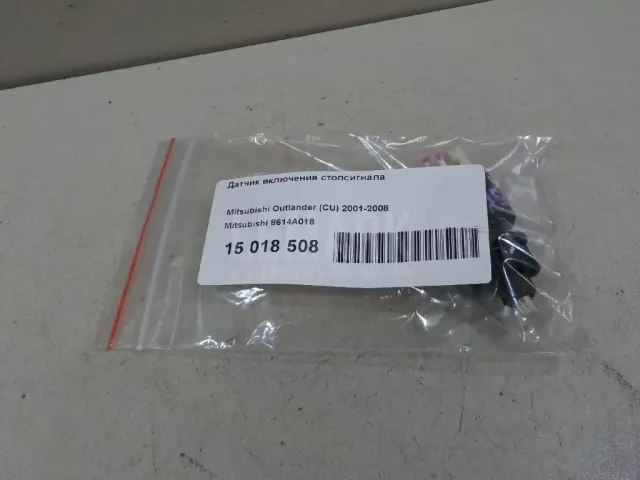 Датчик включения стопсигнала
Mitsubishi Outlander (CU) 2001-2008
Mitsubishi 8614A018
15 018 508